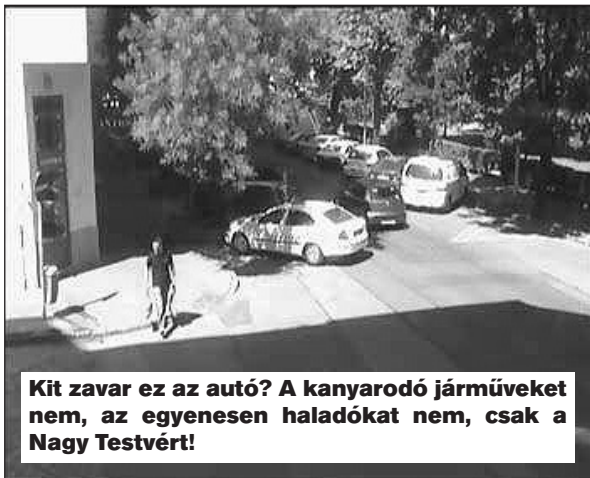 Kit zavar ez az autó? A kanyarodó járműveket
nem, az egyenesen haladókat nem, csak a
Nagy Testvért!